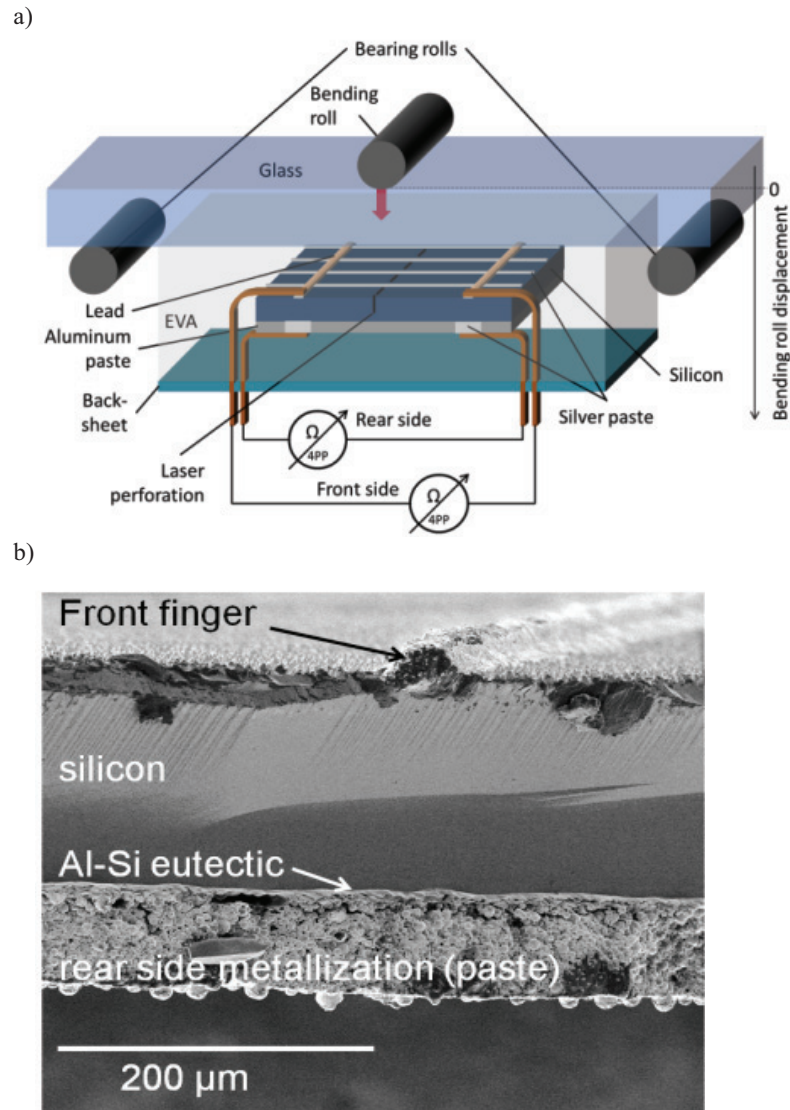 a)
Bearing rolls
Bending
roll
Glass
0
Lead
EVA
Aluminum
paste
Silicon
Back-
sheet
Silver paste
Ω
4PP
Rear side
Laser
perforation
Front side
Ω
4PP
Bending roll displacement
b)
Front finger
silicon
Al-Si eutectic
rear side metallization (paste)
200 µm